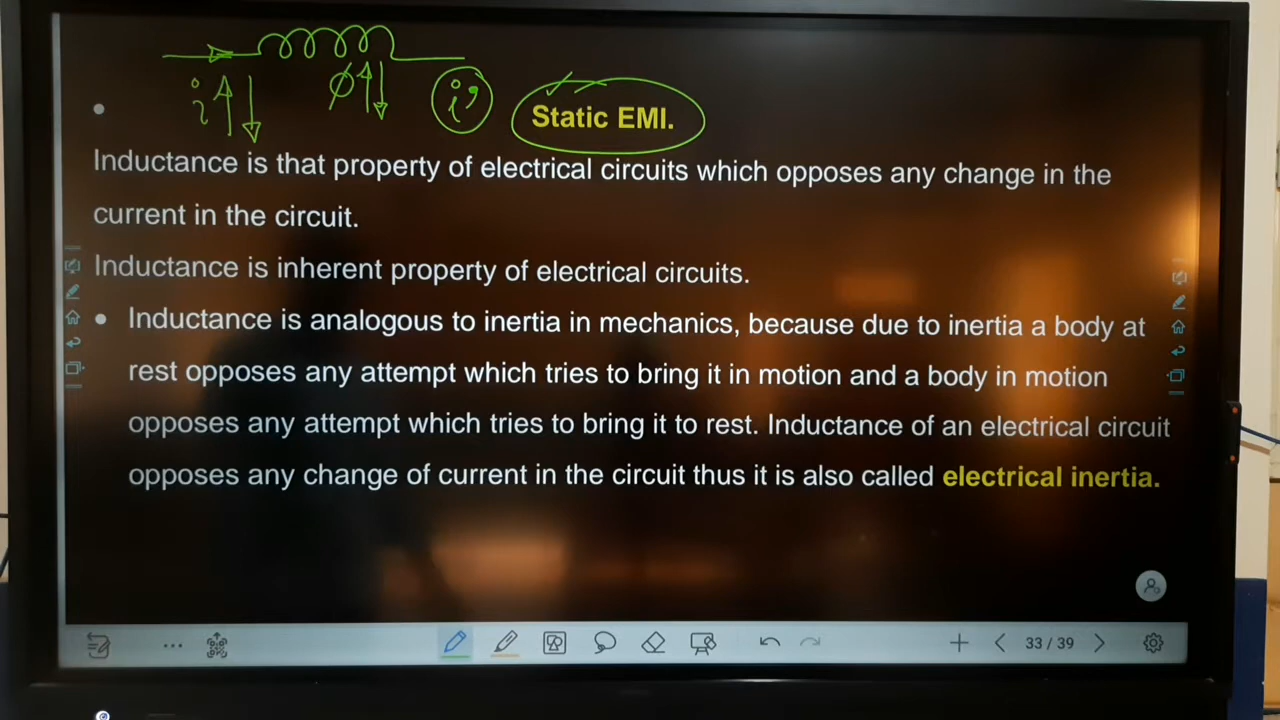 i φ i'
Static EMI.
Inductance is that property of electrical circuits which opposes any change in the
current in the circuit.
Inductance is inherent property of electrical circuits.
• Inductance is analogous to inertia in mechanics, because due to inertia a body at
rest opposes any attempt which tries to bring it in motion and a body in motion
opposes any attempt which tries to bring it to rest. Inductance of an electrical circuit
opposes any change of current in the circuit thus it is also called electrical inertia.
33 / 39